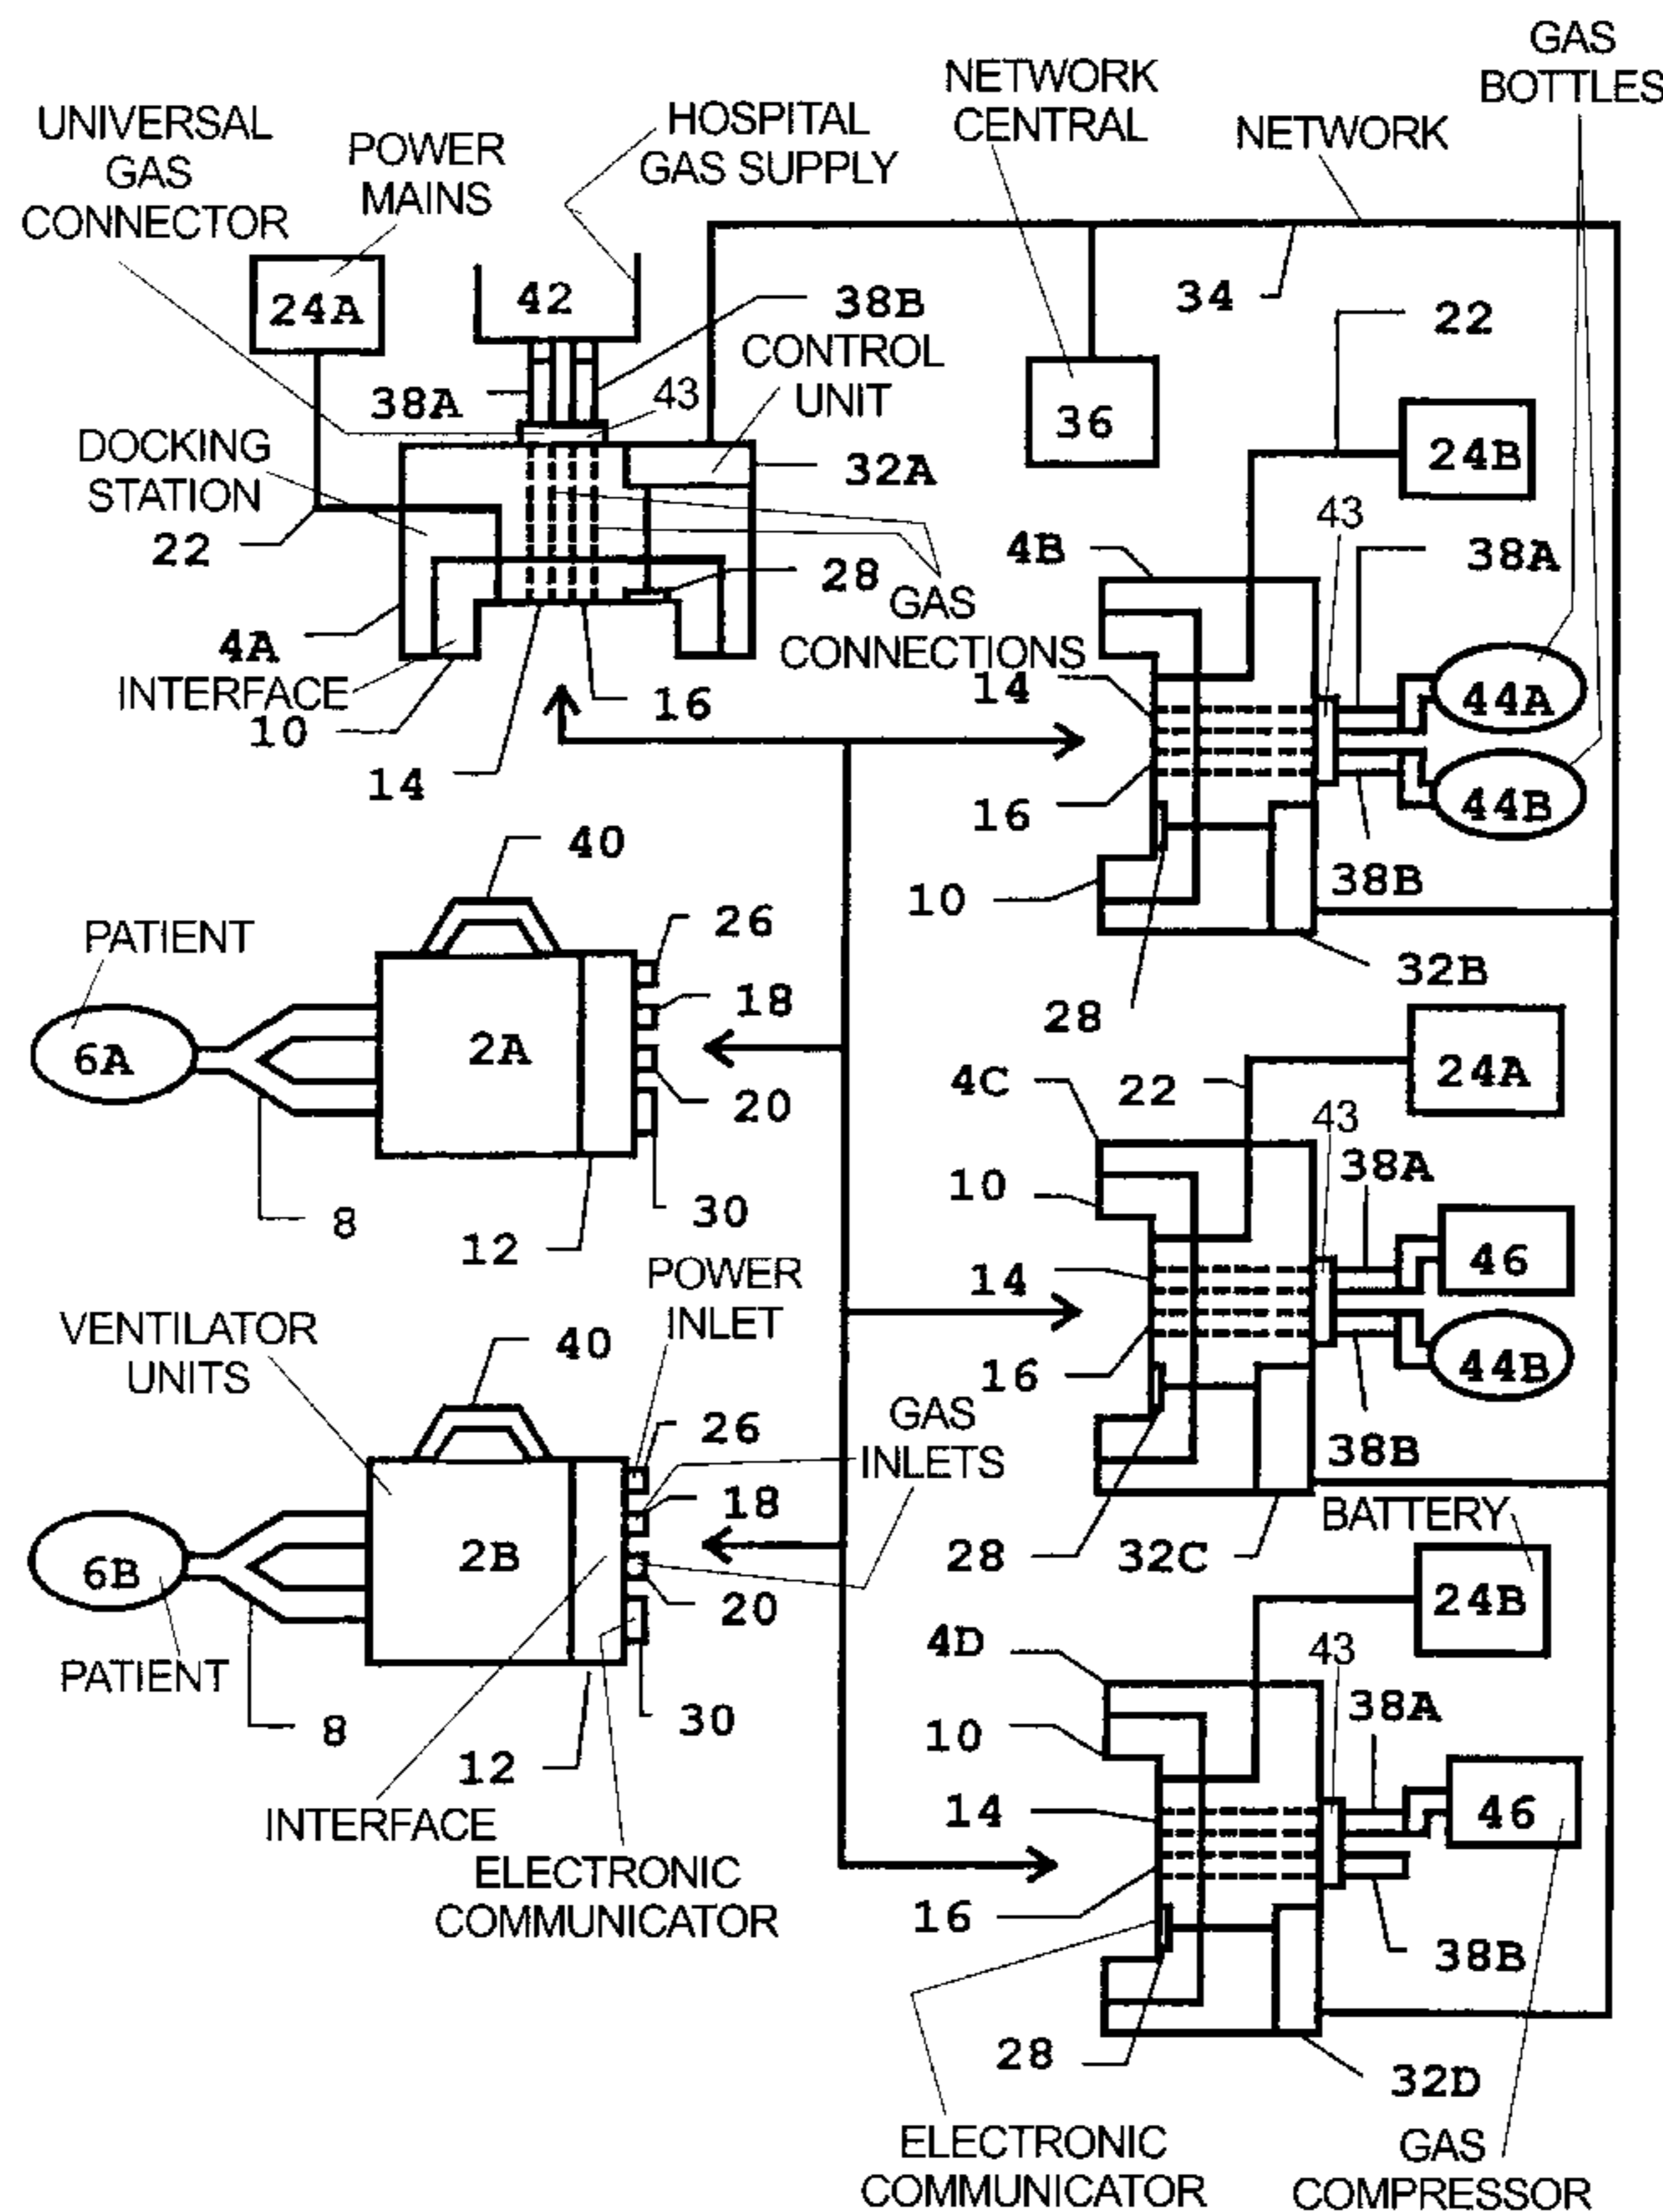 GAS
BOTTLES
NETWORK
CENTRAL
NETWORK
HOSPITAL
GAS SUPPLY
UNIVERSAL
GAS
CONNECTOR
POWER
MAINS
24A
42
38B
34
22
CONTROL
UNIT
38A
43
36
24B
DOCKING
STATION
32A
43
22
4B
38A
28
GAS
CONNECTIONS
4A
INTERFACE
10
16
14
44A
14
16
44B
40
38B
10
PATIENT
26
32B
18
28
6A
2A
24A
4C
22
20
43
38A
10
8
12
30
POWER
INLET
14
46
VENTILATOR
UNITS
40
16
44B
26
GAS
INLETS
38B
18
BATTERY
28
32C
6B
2B
24B
20
4D
43
PATIENT
38A
8
30
10
12
14
46
INTERFACE
ELECTRONIC
COMMUNICATOR
16
38B
28
32D
ELECTRONIC
COMMUNICATOR
GAS
COMPRESSOR